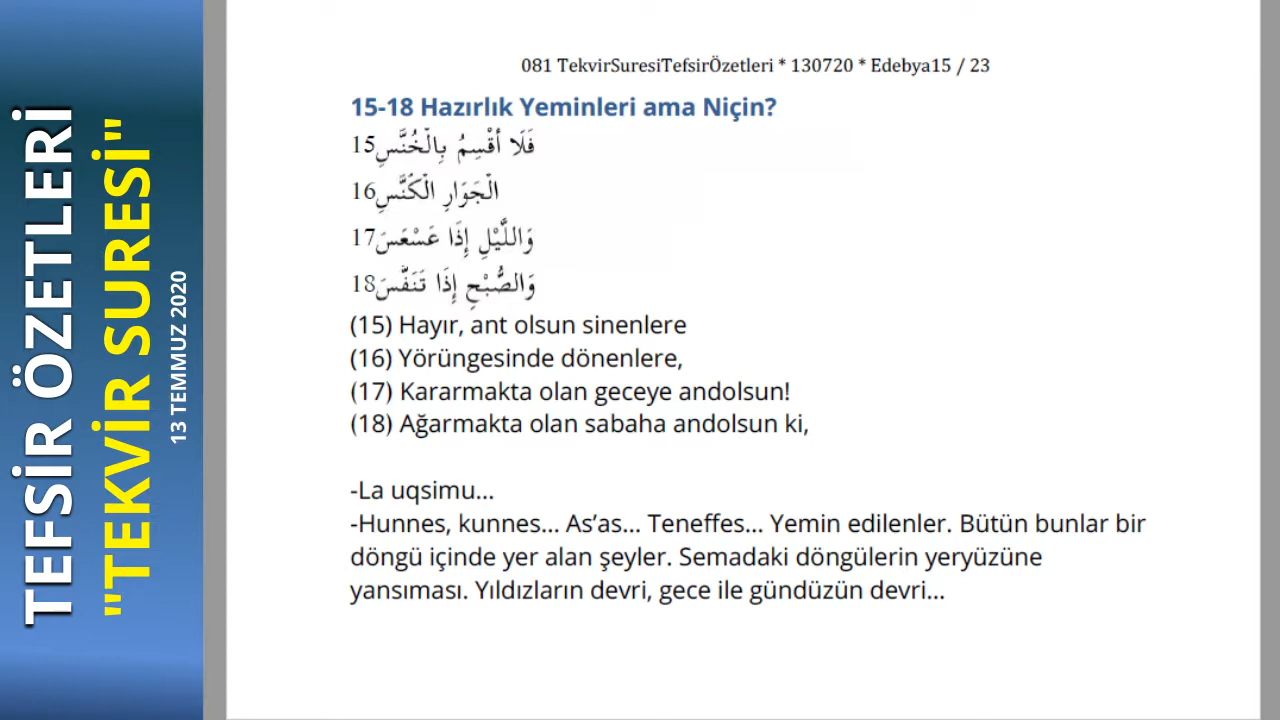 TEFSİR ÖZETLERİ
"TEKVİR SURESİ"
13 TEMMUZ 2020
081 TekvirSuresiTefsirÖzetleri * 130720 * Edebya15 / 23
15-18 Hazırlık Yeminleri ama Niçin?
فَلَا أُقْسِمُ بِالْخُنَّسِ15
الْجَوَارِ الْكُنَّسِ16
وَاللَّيْلِ إِذَا عَسْعَسَ17
وَالصُّبْحِ إِذَا تَنَفَّسَ18
(15) Hayır, ant olsun sinenlere
(16) Yörüngesinde dönenlere,
(17) Kararmakta olan geceye andolsun!
(18) Ağarmakta olan sabaha andolsun ki,
-La uqsimu...
-Hunnes, kunnes... As’as... Teneffes... Yemin edilenler. Bütün bunlar bir
döngü içinde yer alan şeyler. Semadaki döngülerin yeryüzüne
yansıması. Yıldızların devri, gece ile gündüzün devri...